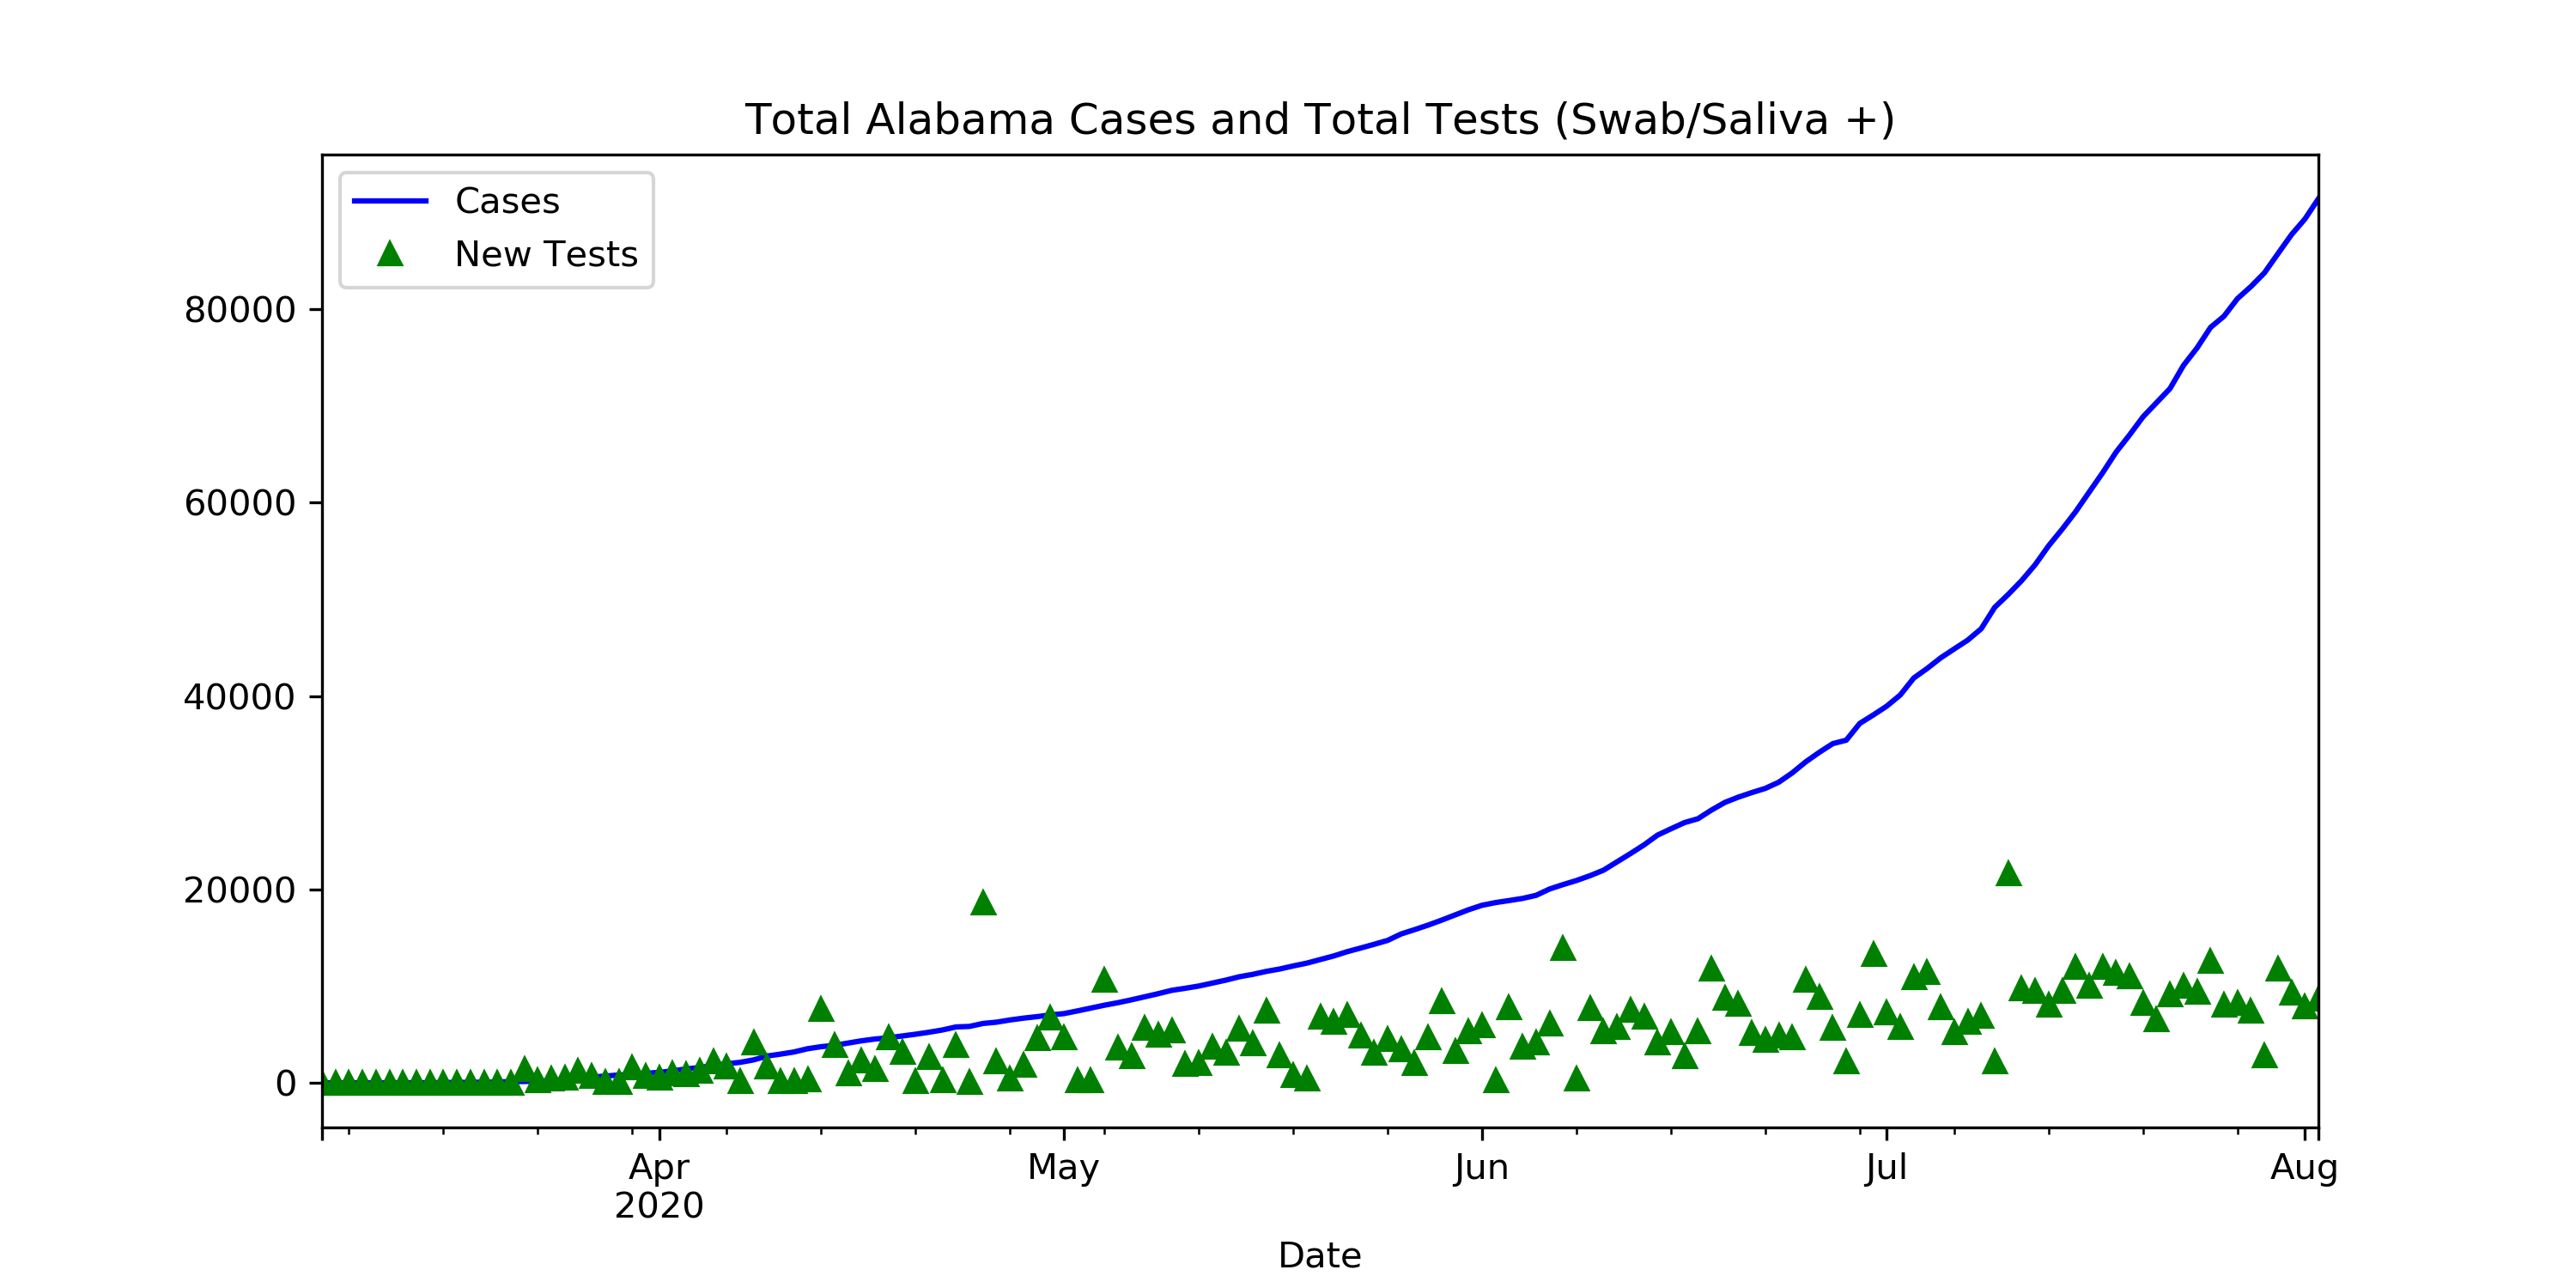 Total Alabama Cases and Total Tests (Swab/Saliva +)
Cases
New Tests
80000
60000
40000
20000
0
Apr
2020
May
Jun
Jul
Aug
Date